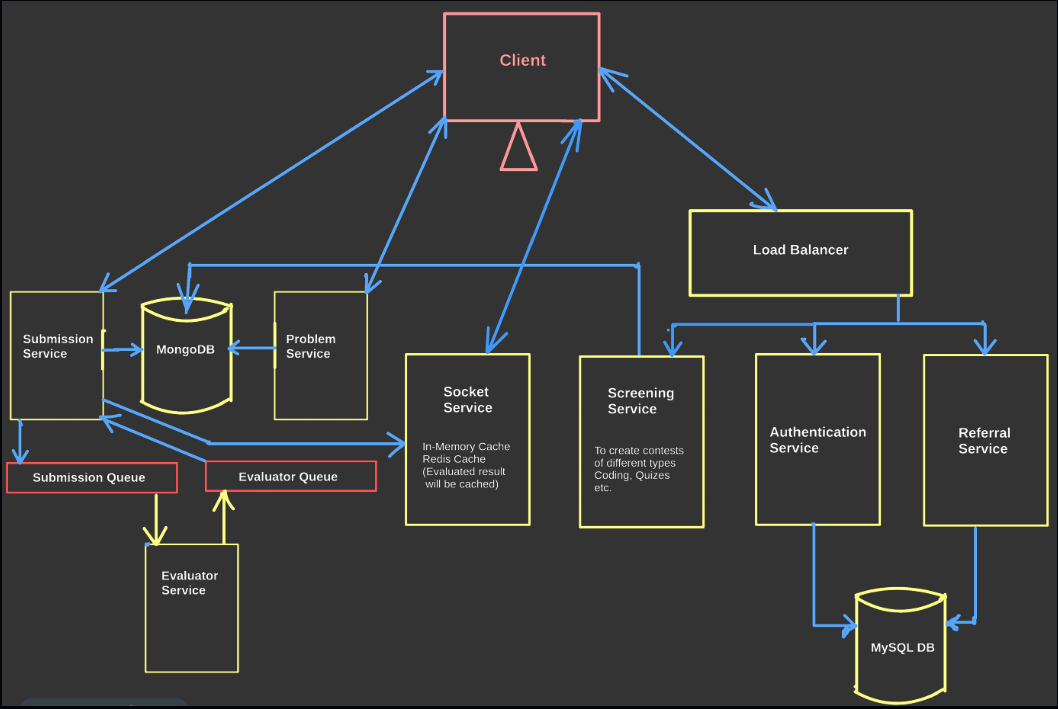 Client
Load Balancer
Submission
Service
MongoDB
Problem
Service
Socket
Service
In-Memory Cache
Redis Cache
(Evaluated result
will be cached)
Screening
Service
To create contests
of different types
Coding, Quizes
etc.
Authentication
Service
Referral
Service
Submission Queue
Evaluator Queue
Evaluator
Service
MySQL DB